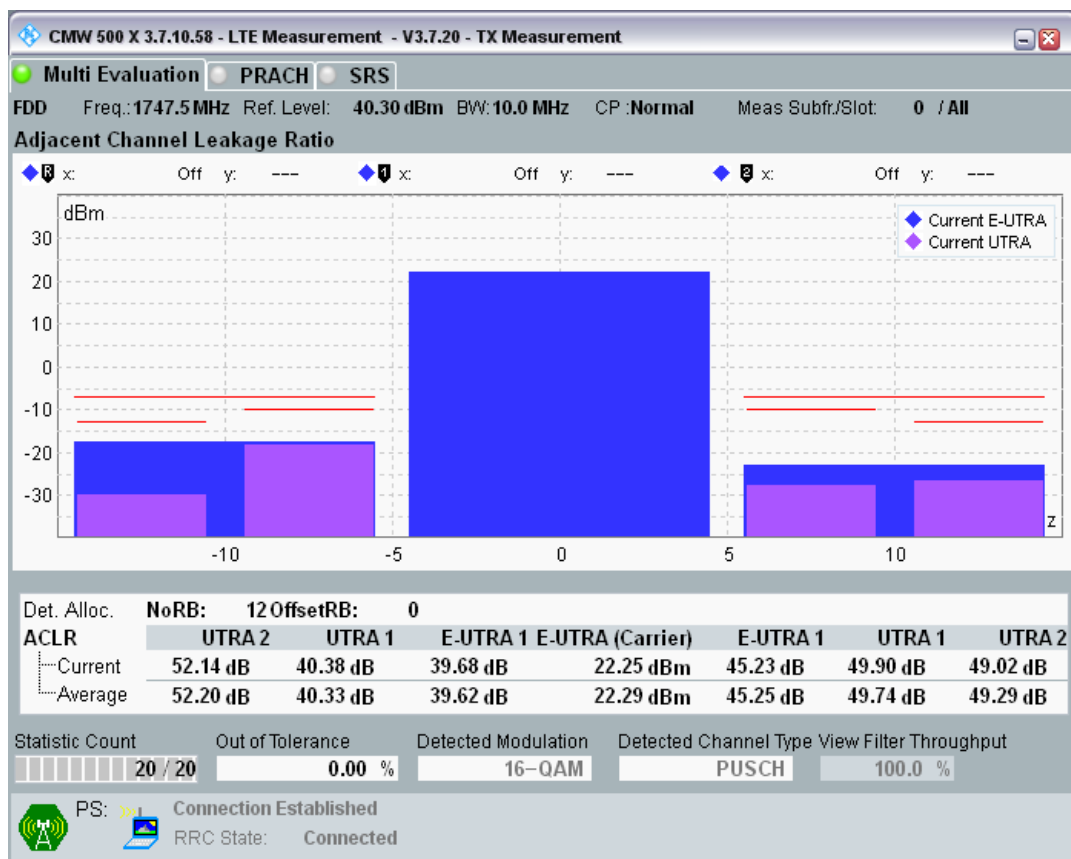 CMW 500 X 3.7.10.58 - LTE Measurement - V3.7.20 - TX Measurement
Multi Evaluation PRACH SRS
FDD Freq.: 1747.5 MHz Ref. Level: 40.30 dBm BW: 10.0 MHz CP :Normal Meas Subfr./Slot: 0 / All
Adjacent Channel Leakage Ratio
R x: Off y: --- 1 x: Off y: --- 2 x: Off y: ---
dBm
Current E-UTRA
Current UTRA
30
20
10
0
-10
-20
-30
z
-10 -5 0 5 10
Det. Alloc. NoRB: 12 OffsetRB: 0
ACLR UTRA 2 UTRA 1 E-UTRA 1 E-UTRA (Carrier) E-UTRA 1 UTRA 1 UTRA 2
Current 52.14 dB 40.38 dB 39.68 dB 22.25 dBm 45.23 dB 49.90 dB 49.02 dB
Average 52.20 dB 40.33 dB 39.62 dB 22.29 dBm 45.25 dB 49.74 dB 49.29 dB
Statistic Count Out of Tolerance Detected Modulation Detected Channel Type View Filter Throughput
20 / 20 0.00 % 16-QAM PUSCH 100.0 %
PS: Connection Established
RRC State: Connected